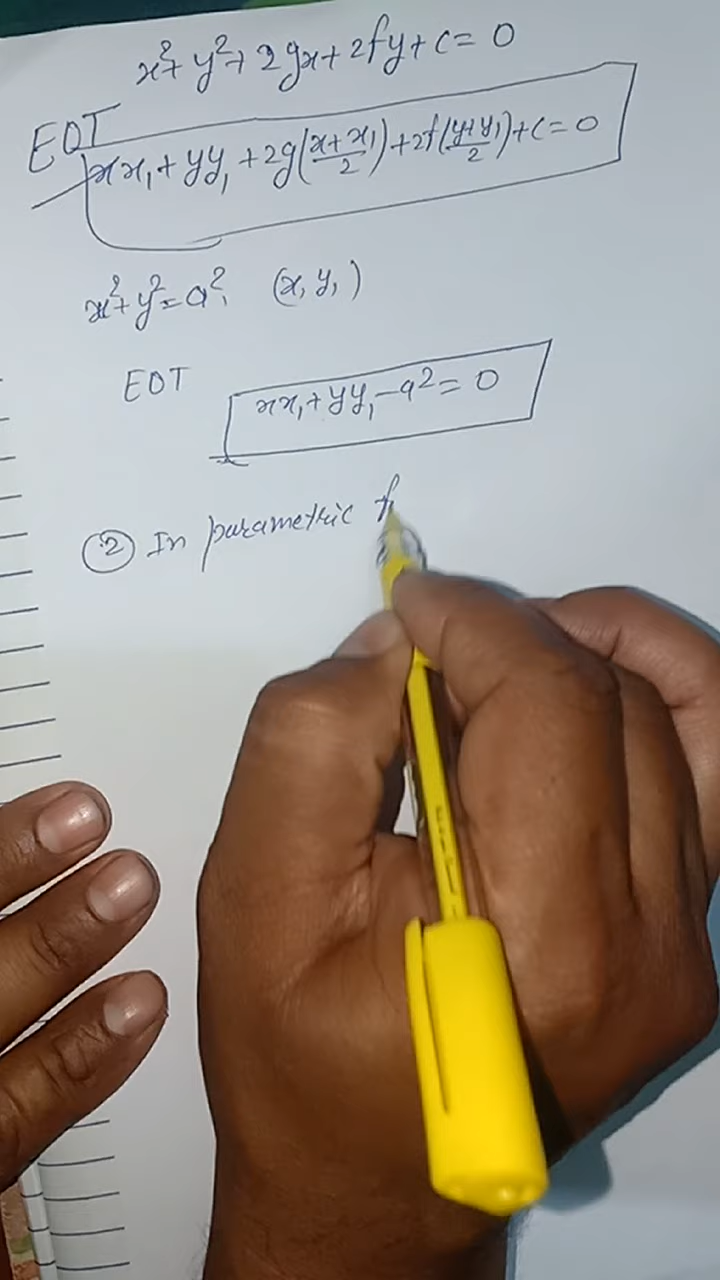 x²+y²+2gx+2fy+c=0
EOT
xx₁+yy₁+2g(x+x₁/2)+2f(y+y₁/2)+c=0
x²+y²=a², (x,y₁)
EOT xx₁+yy₁-a²=0
② In parametric f